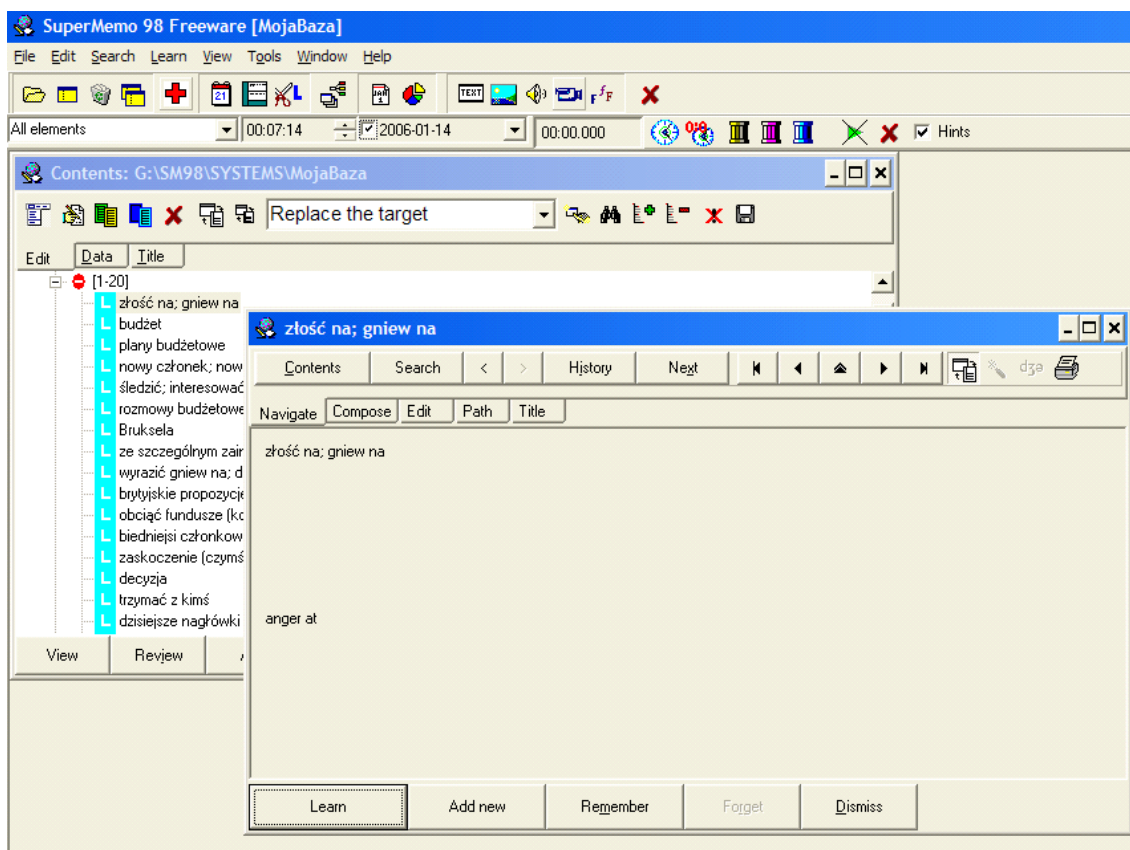 SuperMemo 98 Freeware [MojaBaza]
File Edit Search Learn View Tools Window Help
21 L TEXT F f F
All elements 00:07:14 2006-01-14 00:00.000 Hints
Contents: G:\SM98\SYSTEMS\MojaBaza
Replace the target
Edit Data Title
[1-20]
L złość na; gniew na
L budżet
L plany budżetowe
L nowy członek; now
L śledzić; interesować
L rozmowy budżetowe
L Bruksela
L ze szczególnym zair
L wyrazić gniew na; d
L brytyjskie propozycje
L obciąć fundusze (kc
L biedniejsi członkow
L zaskoczenie (czymś
L decyzja
L trzymać z kimś
L dzisiejsze nagłówki
View Review
złość na; gniew na
Contents Search < > History Next dʒə
Navigate Compose Edit Path Title
złość na; gniew na
anger at
Learn Add new Remember Forget Dismiss